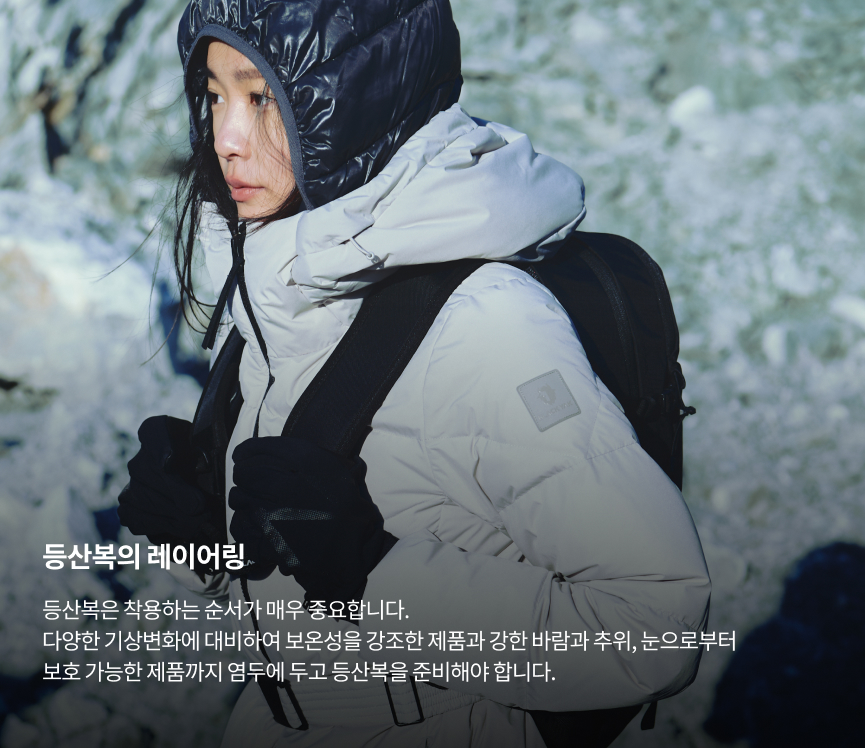 등산복의 레이어링
등산복은 착용하는 순서가 매우 중요합니다.
다양한 기상변화에 대비하여 보온성을 강조한 제품과 강한 바람과 추위, 눈으로부터
보호 가능한 제품까지 염두에 두고 등산복을 준비해야 합니다.